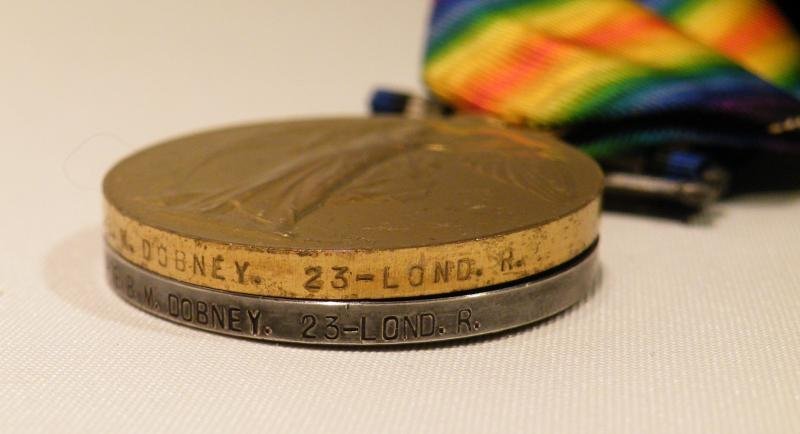 M. DOBNEY. 23-LOND. R.
B.M. DOBNEY. 23-LOND. R.